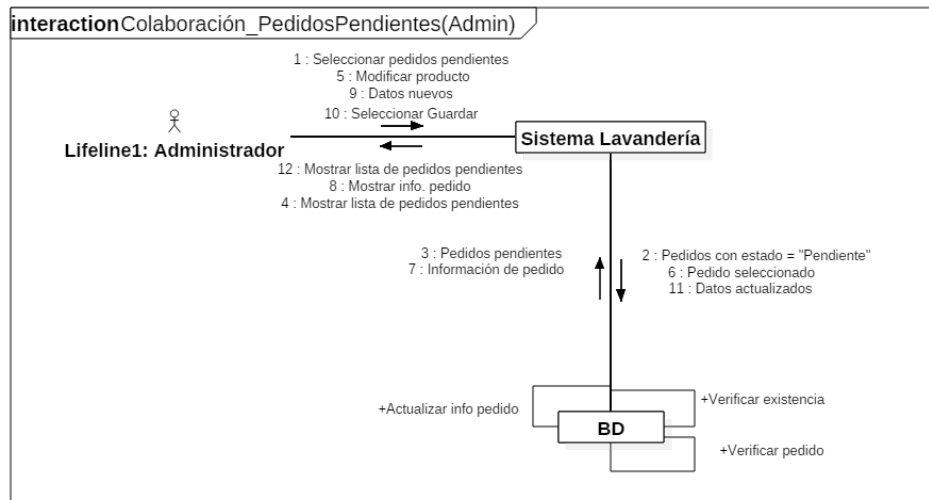 interactionColaboración_PedidosPendientes(Admin)
1 : Seleccionar pedidos pendientes
5 : Modificar producto
9 : Datos nuevos
10 : Seleccionar Guardar
Lifeline1: Administrador
Sistema Lavandería
12 : Mostrar lista de pedidos pendientes
8 : Mostrar info. pedido
4 : Mostrar lista de pedidos pendientes
3 : Pedidos pendientes
7 : Información de pedido
2 : Pedidos con estado = "Pendiente"
6 : Pedido seleccionado
11 : Datos actualizados
+Actualizar info pedido
+Verificar existencia
BD
+Verificar pedido